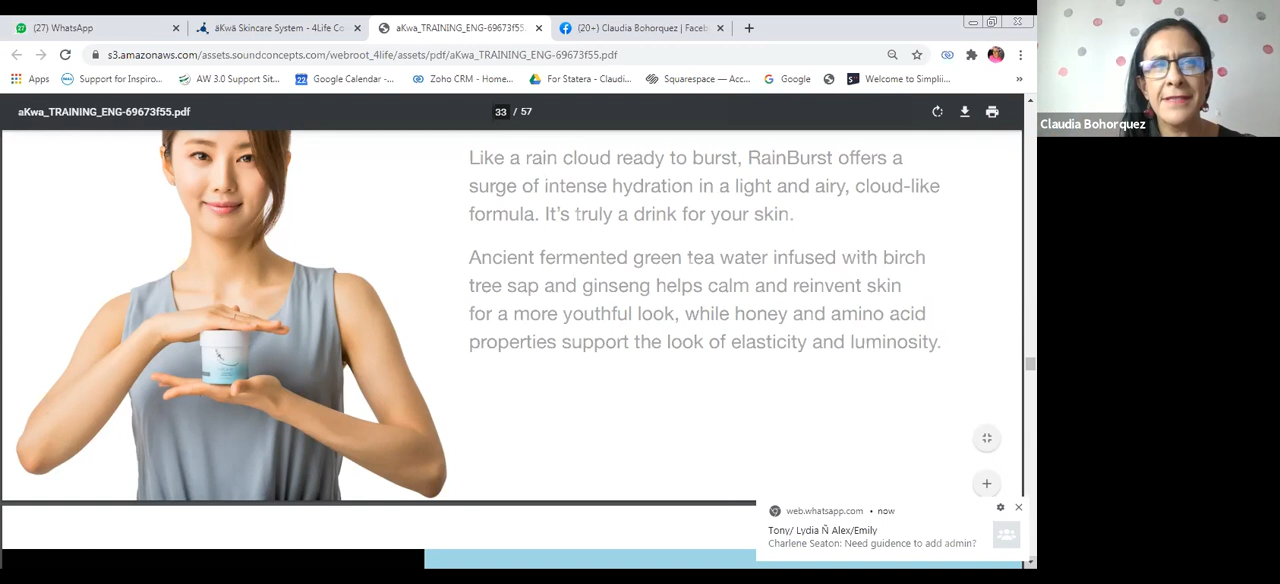 (27) WhatsApp
äKwä Skincare System - 4Life Co
aKwa_TRAINING_ENG-69673f55.
(20+) Claudia Bohorquez | Faceb
s3.amazonaws.com/assets.soundconcepts.com/webroot_4life/assets/pdf/aKwa_TRAINING_ENG-69673f55.pdf
Apps
Support for Inspiro...
AW 3.0 Support Sit...
Google Calendar -...
Zoho CRM - Home...
For Statera - Claudi...
Squarespace — Acc...
Google
Welcome to Simplii...
»
aKwa_TRAINING_ENG-69673f55.pdf
33 / 57
Claudia Bohorquez
Like a rain cloud ready to burst, RainBurst offers a
surge of intense hydration in a light and airy, cloud-like
formula. It's truly a drink for your skin.
Ancient fermented green tea water infused with birch
tree sap and ginseng helps calm and reinvent skin
for a more youthful look, while honey and amino acid
properties support the look of elasticity and luminosity.
web.whatsapp.com • now
Tony/ Lydia Ñ Alex/Emily
Charlene Seaton: Need guidance to add admin?